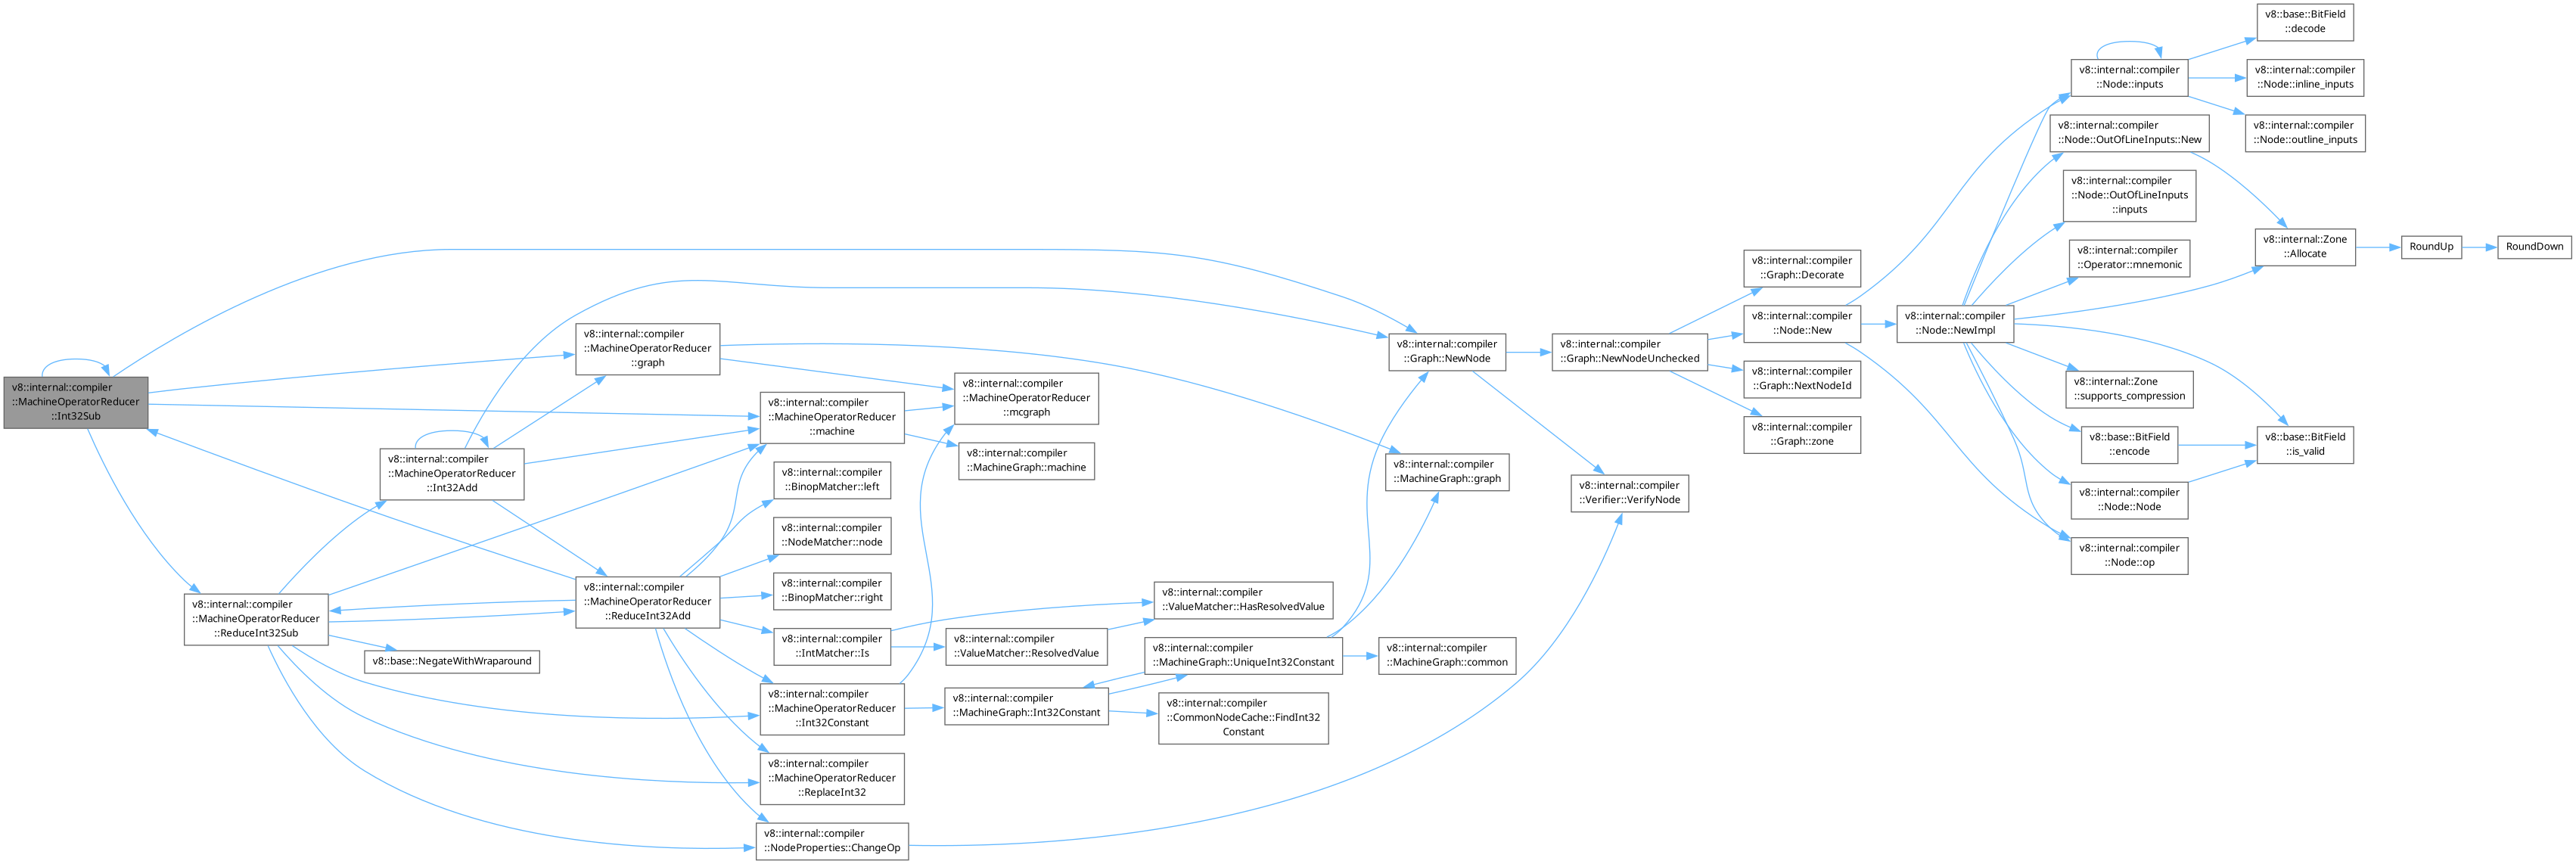 v8::internal::compiler
::MachineOperatorReducer
::Int32Sub
v8::internal::compiler
::MachineOperatorReducer
::ReduceInt32Sub
v8::internal::compiler
::MachineOperatorReducer
::Int32Add
v8::base::NegateWithWraparound
v8::internal::compiler
::MachineOperatorReducer
::graph
v8::internal::compiler
::MachineOperatorReducer
::ReduceInt32Add
v8::internal::compiler
::MachineOperatorReducer
::machine
v8::internal::compiler
::BinopMatcher::left
v8::internal::compiler
::NodeMatcher::node
v8::internal::compiler
::BinopMatcher::right
v8::internal::compiler
::IntMatcher::Is
v8::internal::compiler
::MachineOperatorReducer
::Int32Constant
v8::internal::compiler
::MachineOperatorReducer
::ReplaceInt32
v8::internal::compiler
::NodeProperties::ChangeOp
v8::internal::compiler
::MachineOperatorReducer
::mcgraph
v8::internal::compiler
::MachineGraph::machine
v8::internal::compiler
::ValueMatcher::ResolvedValue
v8::internal::compiler
::MachineGraph::Int32Constant
v8::internal::compiler
::ValueMatcher::HasResolvedValue
v8::internal::compiler
::MachineGraph::UniqueInt32Constant
v8::internal::compiler
::CommonNodeCache::FindInt32
Constant
v8::internal::compiler
::Graph::NewNode
v8::internal::compiler
::MachineGraph::graph
v8::internal::compiler
::MachineGraph::common
v8::internal::compiler
::Graph::NewNodeUnchecked
v8::internal::compiler
::Verifier::VerifyNode
v8::internal::compiler
::Graph::Decorate
v8::internal::compiler
::Node::New
v8::internal::compiler
::Graph::NextNodeId
v8::internal::compiler
::Graph::zone
v8::internal::compiler
::Node::NewImpl
v8::internal::compiler
::Node::inputs
v8::internal::compiler
::Node::OutOfLineInputs::New
v8::internal::compiler
::Node::OutOfLineInputs
::inputs
v8::internal::compiler
::Operator::mnemonic
v8::internal::Zone
::supports_compression
v8::base::BitField
::encode
v8::internal::compiler
::Node::Node
v8::internal::compiler
::Node::op
v8::base::BitField
::decode
v8::internal::compiler
::Node::inline_inputs
v8::internal::compiler
::Node::outline_inputs
v8::internal::Zone
::Allocate
v8::base::BitField
::is_valid
RoundUp
RoundDown